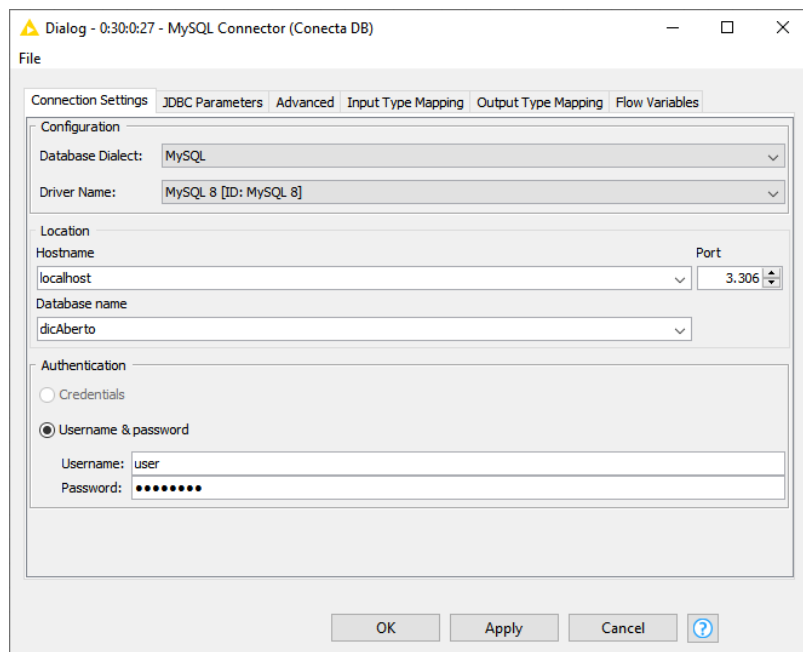 Dialog - 0:30:0:27 - MySQL Connector (Conecta DB)
File
Connection Settings JDBC Parameters Advanced Input Type Mapping Output Type Mapping Flow Variables
Configuration
Database Dialect: MySQL
Driver Name: MySQL 8 [ID: MySQL 8]
Location
Hostname Port
localhost 3.306
Database name
dicAberto
Authentication
Credentials
Username & password
Username: user
Password: ●●●●●●●●
OK Apply Cancel ?